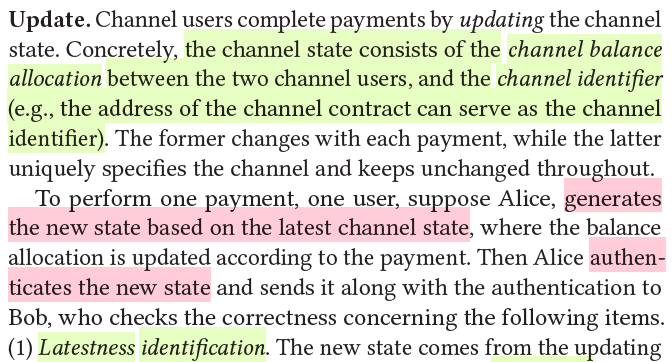 Update. Channel users complete payments by updating the channel
state. Concretely, the channel state consists of the channel balance
allocation between the two channel users, and the channel identifier
(e.g., the address of the channel contract can serve as the channel
identifier). The former changes with each payment, while the latter
uniquely specifies the channel and keeps unchanged throughout.
To perform one payment, one user, suppose Alice, generates
the new state based on the latest channel state, where the balance
allocation is updated according to the payment. Then Alice authen-
ticates the new state and sends it along with the authentication to
Bob, who checks the correctness concerning the following items.
(1) Latestness identification. The new state comes from the updating